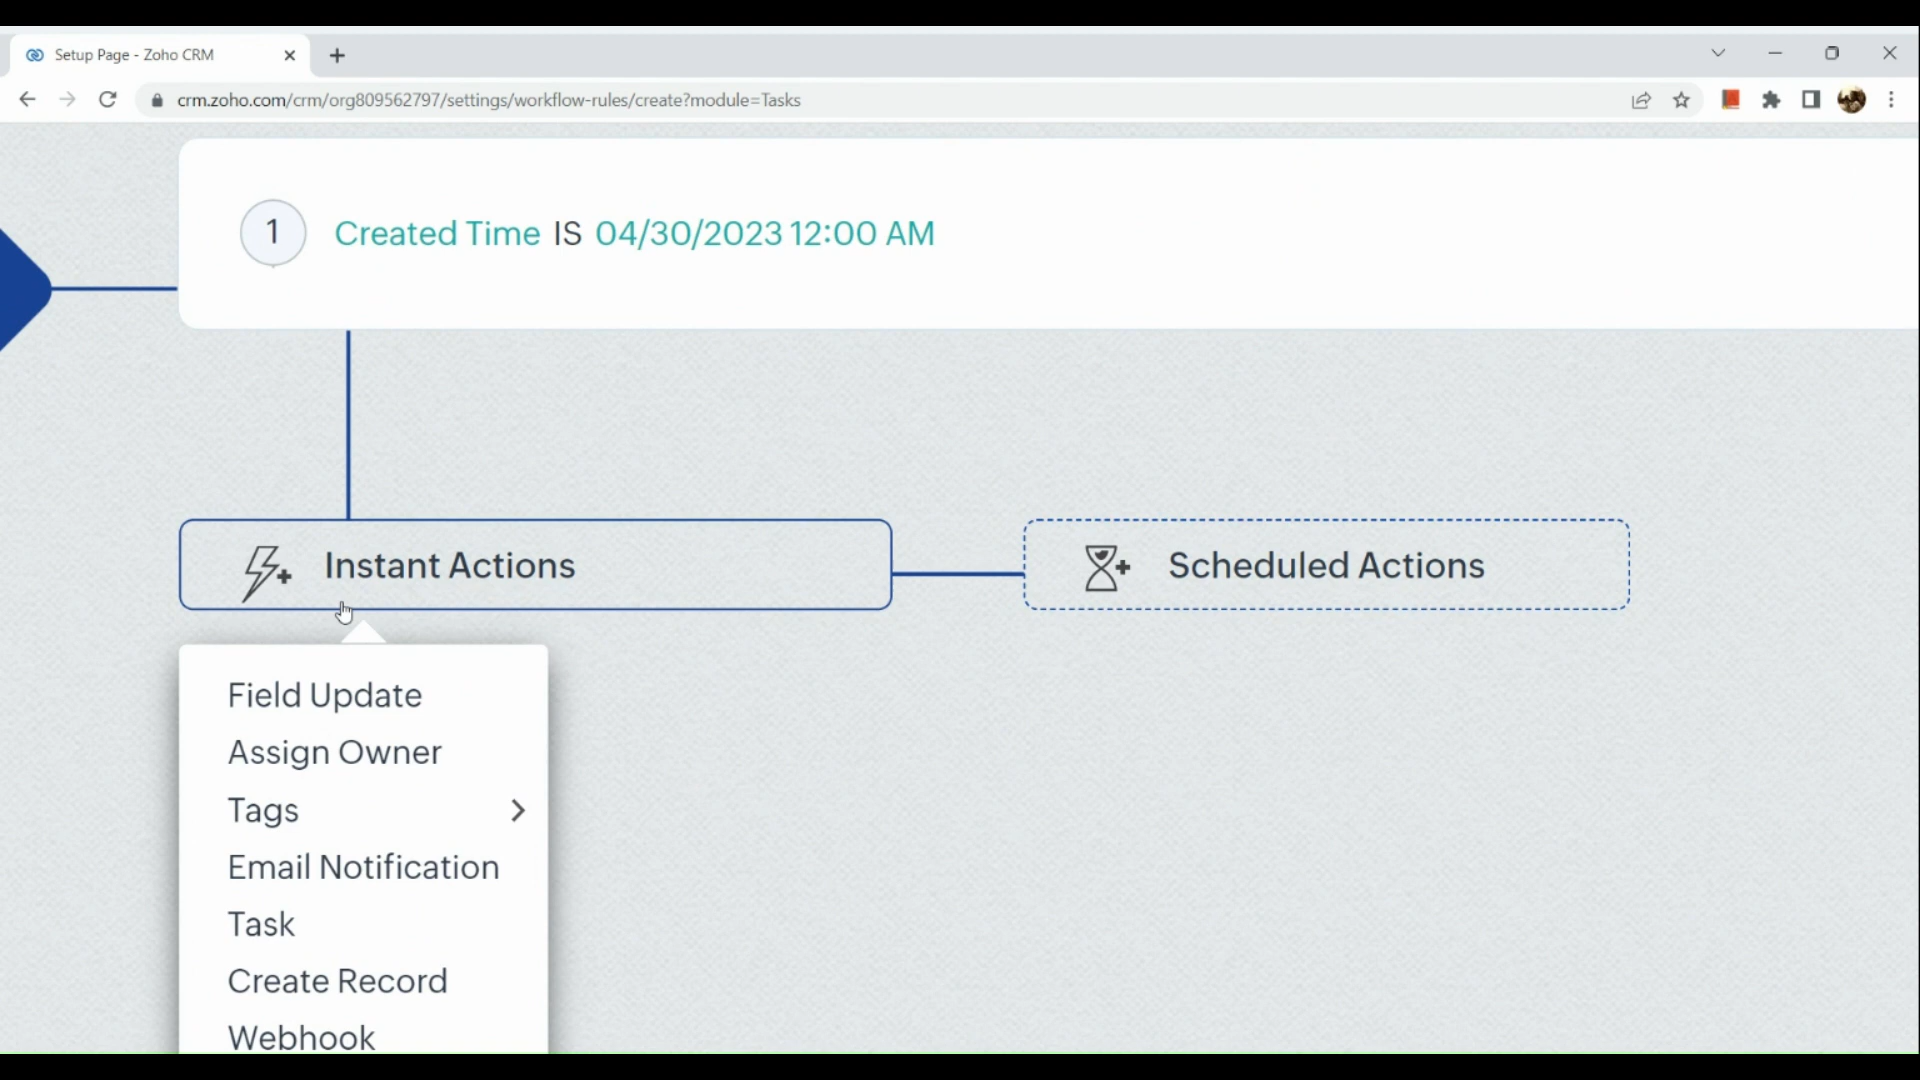 Setup Page - Zoho CRM
crm.zoho.com/crm/org809562797/settings/workflow-rules/create?module=Tasks
1 Created Time IS 04/30/2023 12:00 AM
Instant Actions
Scheduled Actions
Field Update
Assign Owner
Tags
Email Notification
Task
Create Record
Webhook